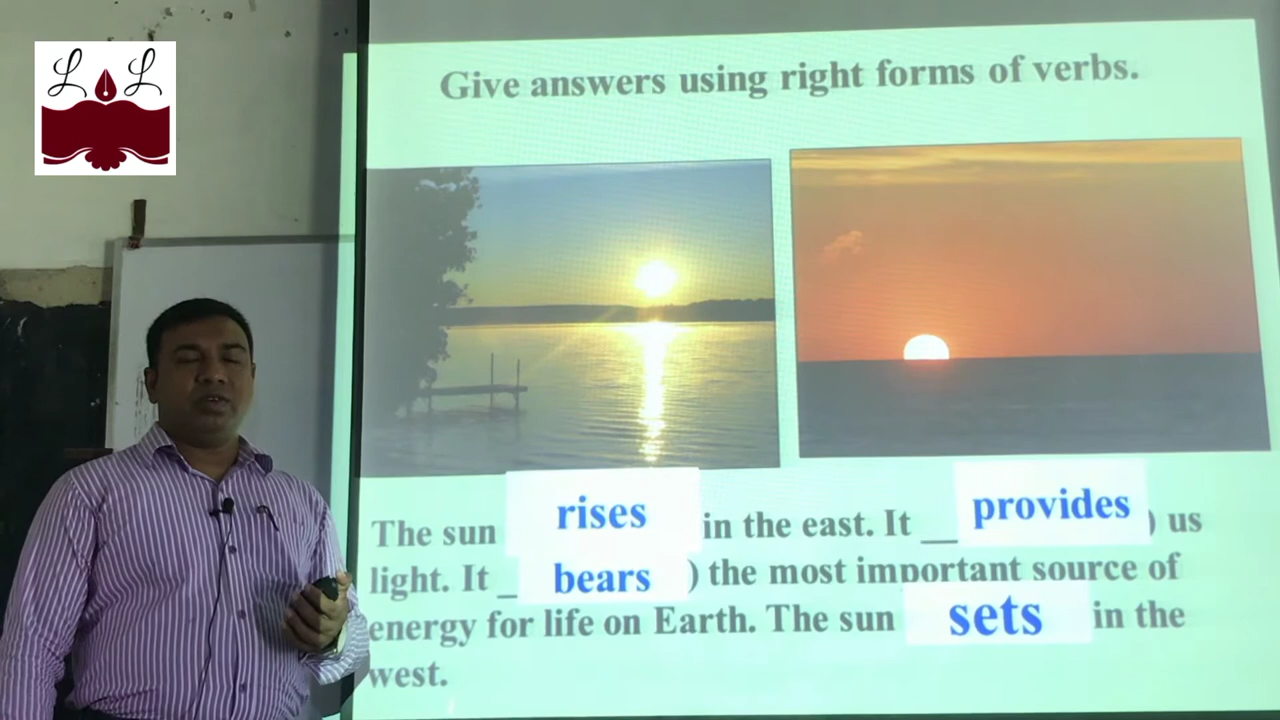 L L
Give answers using right forms of verbs.
The sun rises in the east. It __ provides ) us
light. It _ bears ) the most important source of
energy for life on Earth. The sun sets in the
west.